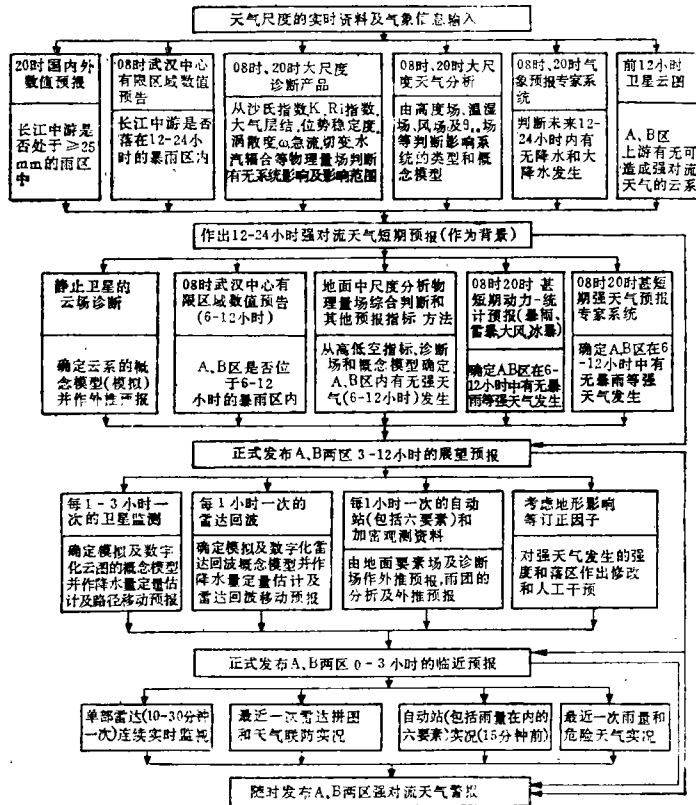 天气尺度的实时资料及气象信息输入
20时国内外
数值预报
长江中游是
否处于≥25
mm的雨区
中
08时武汉中心
有限区域数值
预告
长江中游是否
落在12-24小
时的暴雨区内
08时、20时大尺度
诊断产品
从沙氏指数K、Ri指数,
大气层结、位势稳定度、
涡散度ω急流切变水
汽辐合等物理量场判断
有无系统影响及影响范围
08时、20时大尺
度天气分析
由高度场、温湿
场、风场及
场等判断影响系
统的类型和概
念模型
08时、20时气
象预报专家系
统
判断未来12-
24小时内有
无降水和大
降水发生
前12小时
卫星云图
A、B区
上游有无可
造成强对流
天气的云系
作出12-24小时强对流天气短期预报(作为背景)
静止卫星的
云场诊断
确定云系的概
念模型(模拟)
并作外推预报
08时武汉中心有
限区域数值预告
(6-12小时)
A、B区是否位
于6-12
小时的暴雨区内
地面中尺度分析物
理量场综合判断和
其他预报指标、方法
从高低空指标,诊断
场和概念模型确定
A、B区内有无强天
气(6-12小时)发生
08时20时甚
短期动力-统
计预报(暴雨、
雷暴大风,冰暴)
确定A,B区在6-
12小时中有无暴
雨等强天气发生
08时20时甚短
期强天气预报
专家系统
确定A,B区在6-
12小时中有
无暴雨等强
天气发生
正式发布A、B两区3-12小时的展望预报
每1-3小时一
次的卫星监测
确定模拟及数字
化云图的概念模型
并作降水量定量估
计及路径移动预报
每1小时一次的
雷达回波
确定模拟及数字化雷
达回波概念模型并作
降水量定量估计及
雷达回波移动预报
每1小时一次的自动
站(包括六要素)和
加密观测资料
由地面要素场及诊断
场作外推预报,雨团的
分析及外推预报
考虑地形影响
等订正因子
对强天气发生的强
度和落区作出修改
和人工干预
正式发布A、B两区0-3小时的临近预报
单部雷达(10-30分钟
一次)连续实时监视
最近一次雷达拼图
和天气联防实况
自动站(包括雨量在内的
六要素)实况(15分钟前)
最近一次雨量和
危险天气实况
随时发布A、B两区强对流天气警报